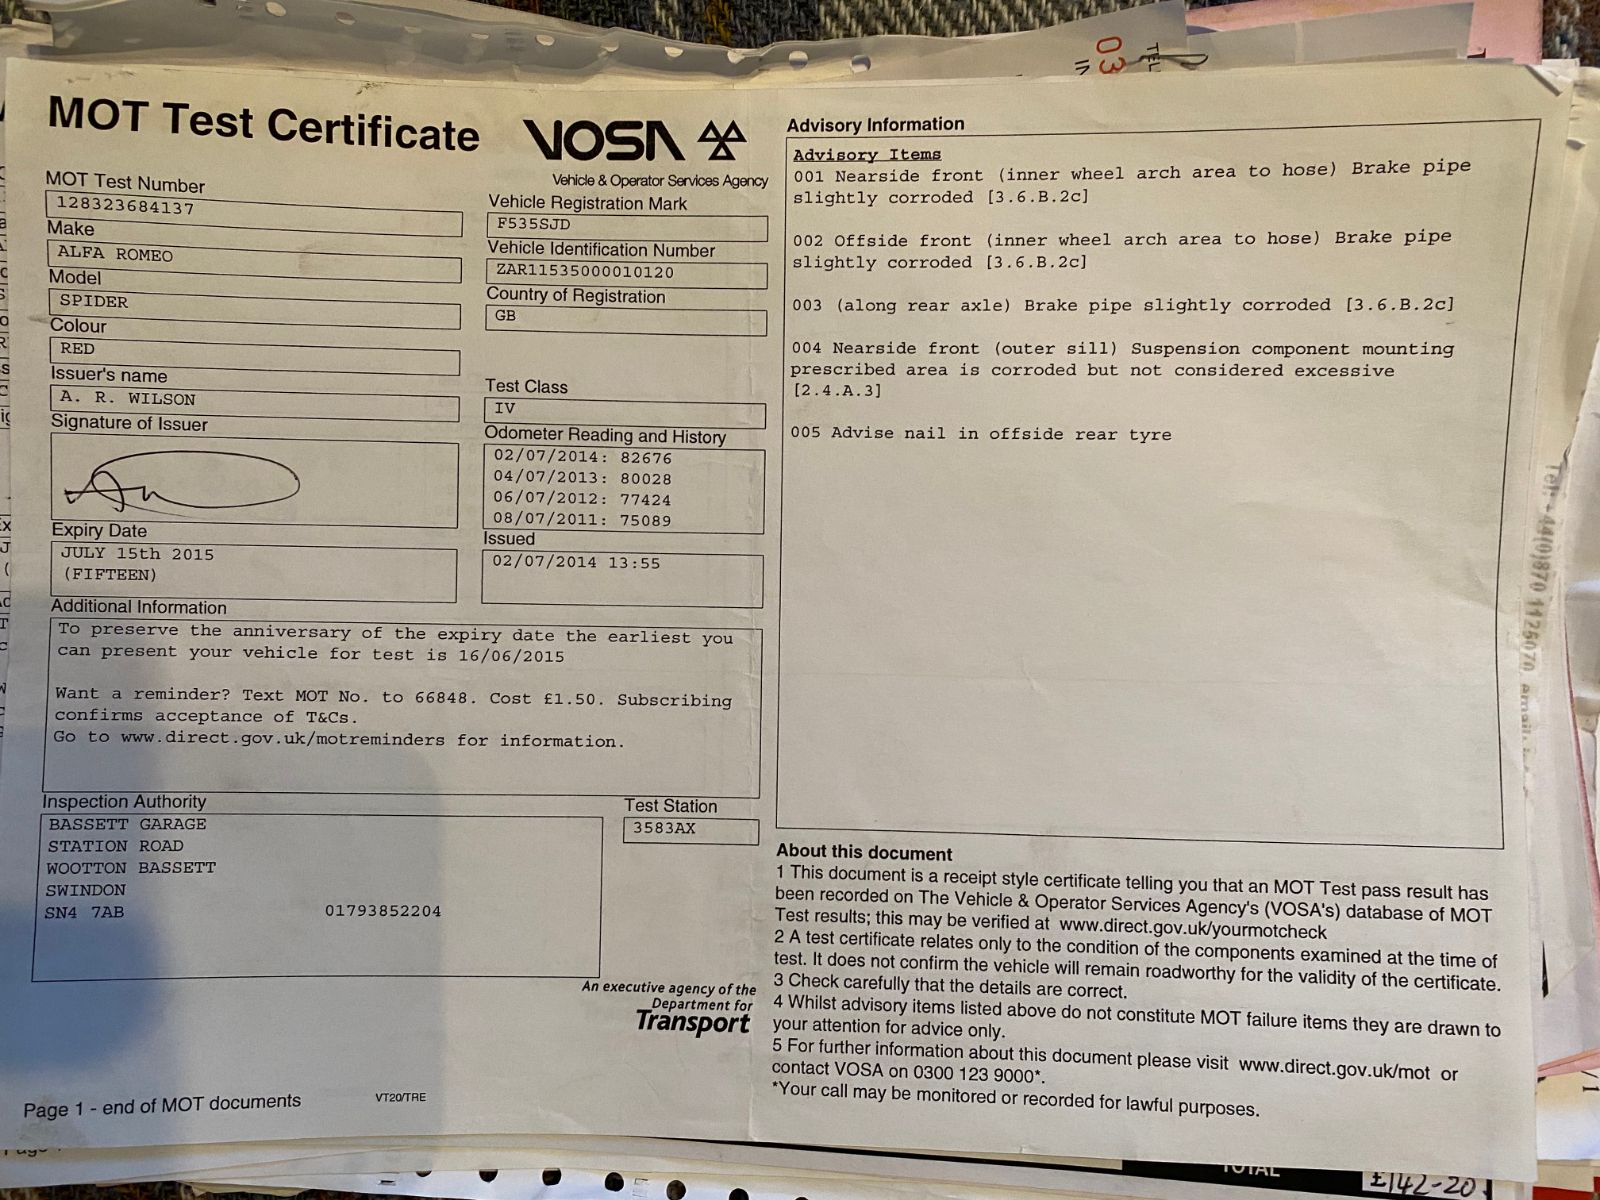 MOT Test Certificate
VOSA
Vehicle & Operator Services Agency
MOT Test Number
128323684137
Make
ALFA ROMEO
Model
SPIDER
Colour
RED
Issuer's name
A. R. WILSON
Signature of Issuer
Expiry Date
JULY 15th 2015
(FIFTEEN)
Vehicle Registration Mark
F535SJD
Vehicle Identification Number
ZAR11535000010120
Country of Registration
GB
Test Class
IV
Odometer Reading and History
02/07/2014: 82676
04/07/2013: 80028
06/07/2012: 77424
08/07/2011: 75089
Issued
02/07/2014 13:55
Additional Information
To preserve the anniversary of the expiry date the earliest you
can present your vehicle for test is 16/06/2015
Want a reminder? Text MOT No. to 66848. Cost £1.50. Subscribing
confirms acceptance of T&Cs.
Go to www.direct.gov.uk/motreminders for information.
Inspection Authority
BASSETT GARAGE
STATION ROAD
WOOTTON BASSETT
SWINDON
SN4 7AB 01793852204
Test Station
3583AX
An executive agency of the
Department for
Transport
Page 1 - end of MOT documents
VT20/TRE
Advisory Information
Advisory Items
001 Nearside front (inner wheel arch area to hose) Brake pipe
slightly corroded [3.6.B.2c]
002 Offside front (inner wheel arch area to hose) Brake pipe
slightly corroded [3.6.B.2c]
003 (along rear axle) Brake pipe slightly corroded [3.6.B.2c]
004 Nearside front (outer sill) Suspension component mounting
prescribed area is corroded but not considered excessive
[2.4.A.3]
005 Advise nail in offside rear tyre
About this document
1 This document is a receipt style certificate telling you that an MOT Test pass result has
been recorded on The Vehicle & Operator Services Agency's (VOSA's) database of MOT
Test results; this may be verified at www.direct.gov.uk/yourmotcheck
2 A test certificate relates only to the condition of the components examined at the time of
test. It does not confirm the vehicle will remain roadworthy for the validity of the certificate.
3 Check carefully that the details are correct.
4 Whilst advisory items listed above do not constitute MOT failure items they are drawn to
your attention for advice only.
5 For further information about this document please visit www.direct.gov.uk/mot or
contact VOSA on 0300 123 9000*.
*Your call may be monitored or recorded for lawful purposes.
03
TEL
TOTAL
£142-20